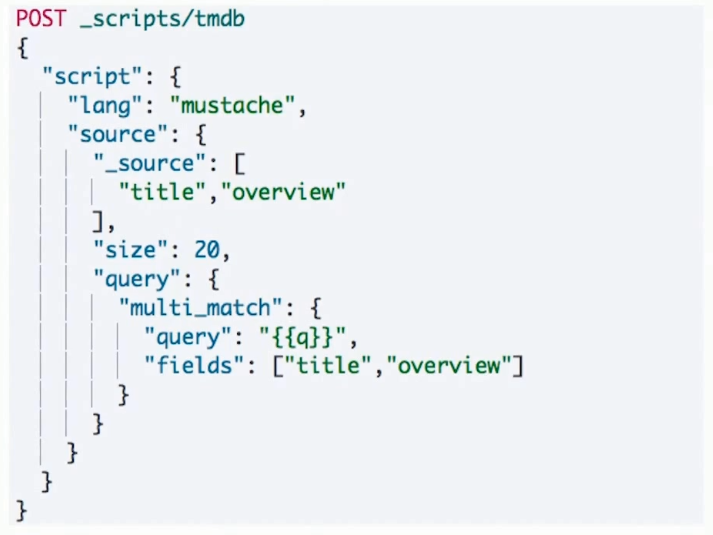 POST _scripts/tmdb
{
  "script": {
    "lang": "mustache",
    "source": {
      "_source": [
        "title","overview"
      ],
      "size": 20,
      "query": {
        "multi_match": {
          "query": "{{q}}",
          "fields": ["title","overview"]
        }
      }
    }
  }
}